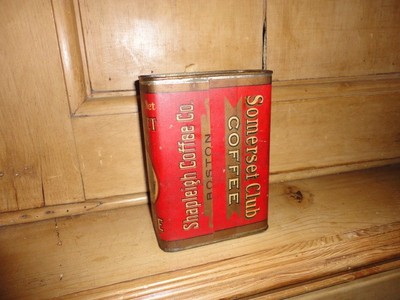 Somerset Club
COFFEE
BOSTON
Shapleigh Coffee Co.